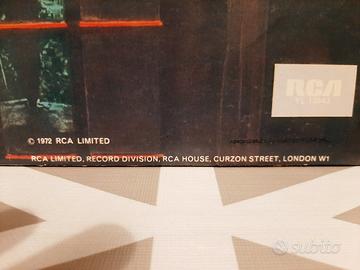 RCA
© 1972 RCA LIMITED
RCA LIMITED, RECORD DIVISION, RCA HOUSE, CURZON STREET, LONDON W1
subito